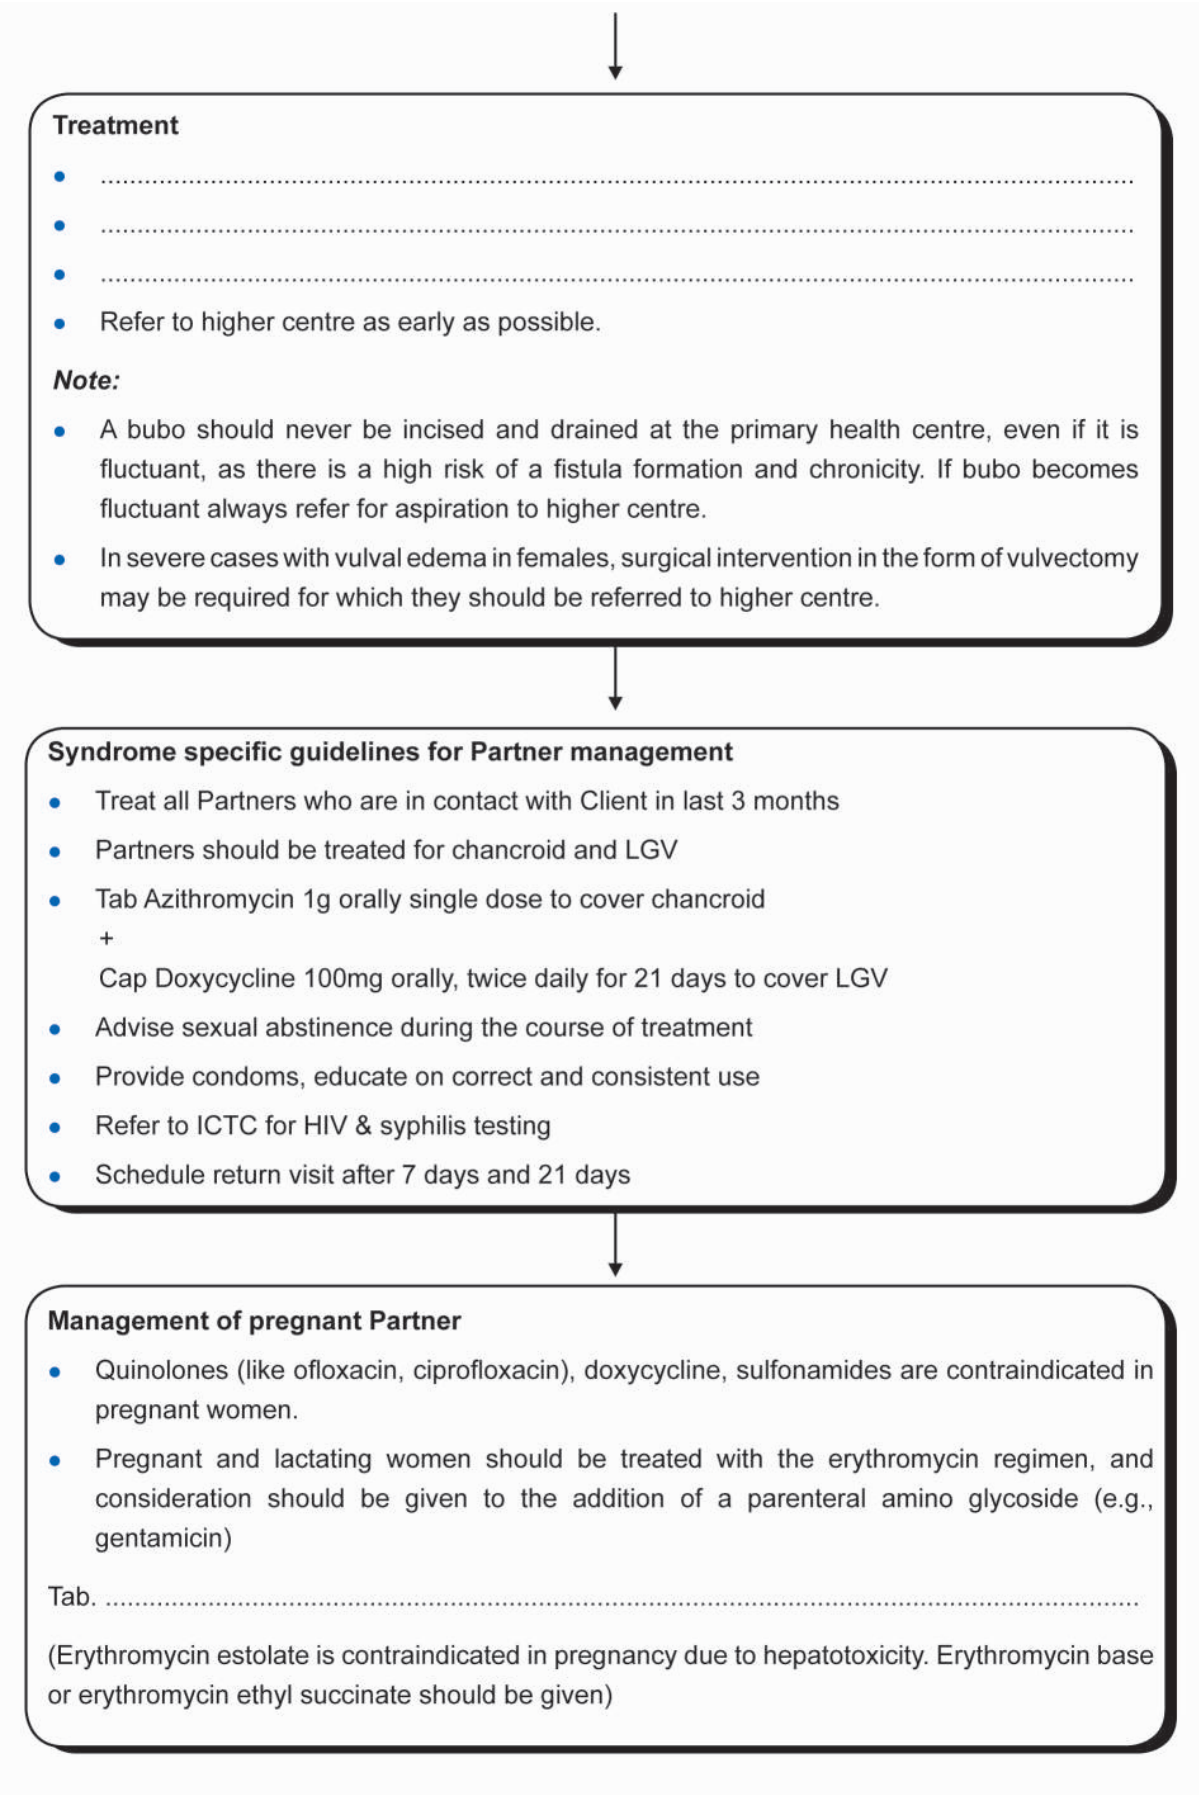 Treatment
• ................................................................................................................................................
• ................................................................................................................................................
• ................................................................................................................................................
• Refer to higher centre as early as possible.
Note:
• A bubo should never be incised and drained at the primary health centre, even if it is
fluctuant, as there is a high risk of a fistula formation and chronicity. If bubo becomes
fluctuant always refer for aspiration to higher centre.
• In severe cases with vulval edema in females, surgical intervention in the form of vulvectomy
may be required for which they should be referred to higher centre.
Syndrome specific guidelines for Partner management
• Treat all Partners who are in contact with Client in last 3 months
• Partners should be treated for chancroid and LGV
• Tab Azithromycin 1g orally single dose to cover chancroid
+
Cap Doxycycline 100mg orally, twice daily for 21 days to cover LGV
• Advise sexual abstinence during the course of treatment
• Provide condoms, educate on correct and consistent use
• Refer to ICTC for HIV & syphilis testing
• Schedule return visit after 7 days and 21 days
Management of pregnant Partner
• Quinolones (like ofloxacin, ciprofloxacin), doxycycline, sulfonamides are contraindicated in
pregnant women.
• Pregnant and lactating women should be treated with the erythromycin regimen, and
consideration should be given to the addition of a parenteral amino glycoside (e.g.,
gentamicin)
Tab. ................................................................................................................................................
(Erythromycin estolate is contraindicated in pregnancy due to hepatotoxicity. Erythromycin base
or erythromycin ethyl succinate should be given)